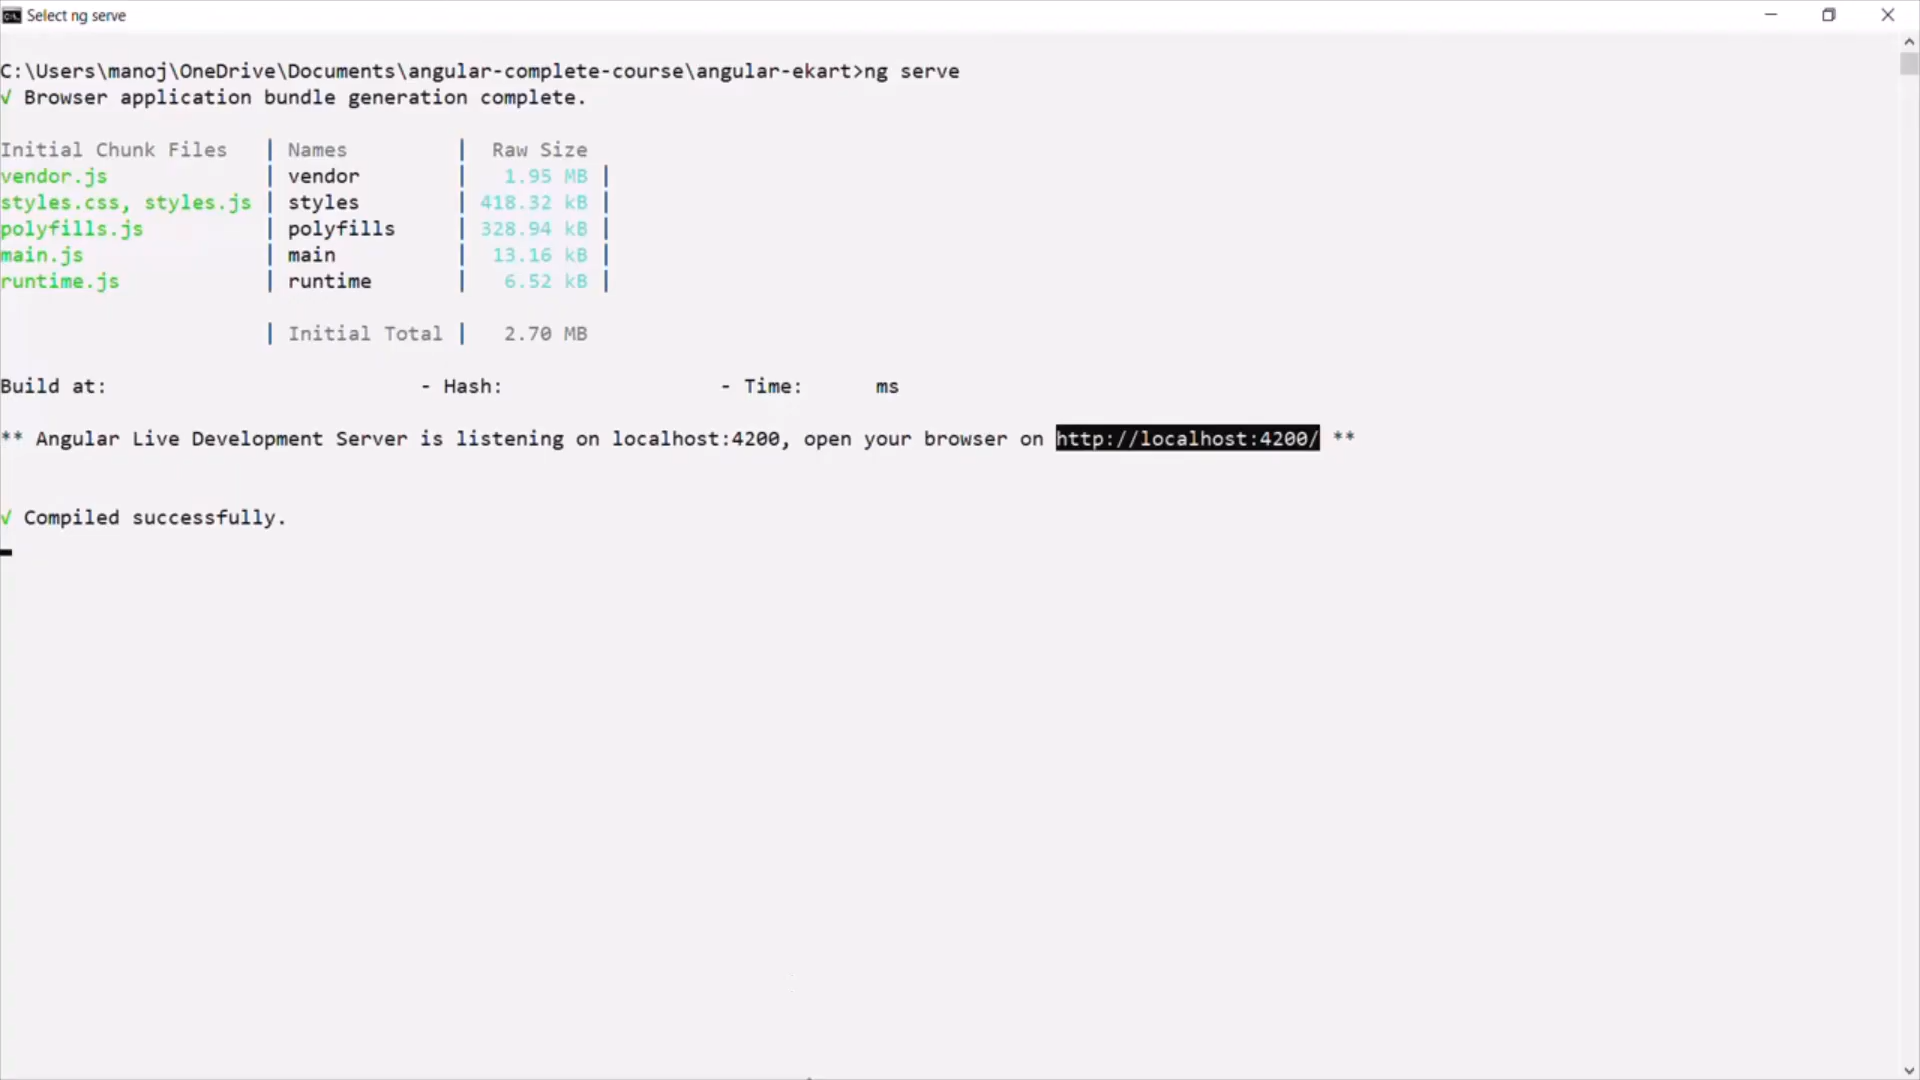 Select ng serve
C:\Users\manoj\OneDrive\Documents\angular-complete-course\angular-ekart>ng serve
√ Browser application bundle generation complete.
Initial Chunk Files | Names | Raw Size
vendor.js | vendor | 1.95 MB |
styles.css, styles.js | styles | 418.32 kB |
polyfills.js | polyfills | 328.94 kB |
main.js | main | 13.16 kB |
runtime.js | runtime | 6.52 kB |
| Initial Total | 2.70 MB
Build at: - Hash: - Time: ms
** Angular Live Development Server is listening on localhost:4200, open your browser on http://localhost:4200/ **
√ Compiled successfully.